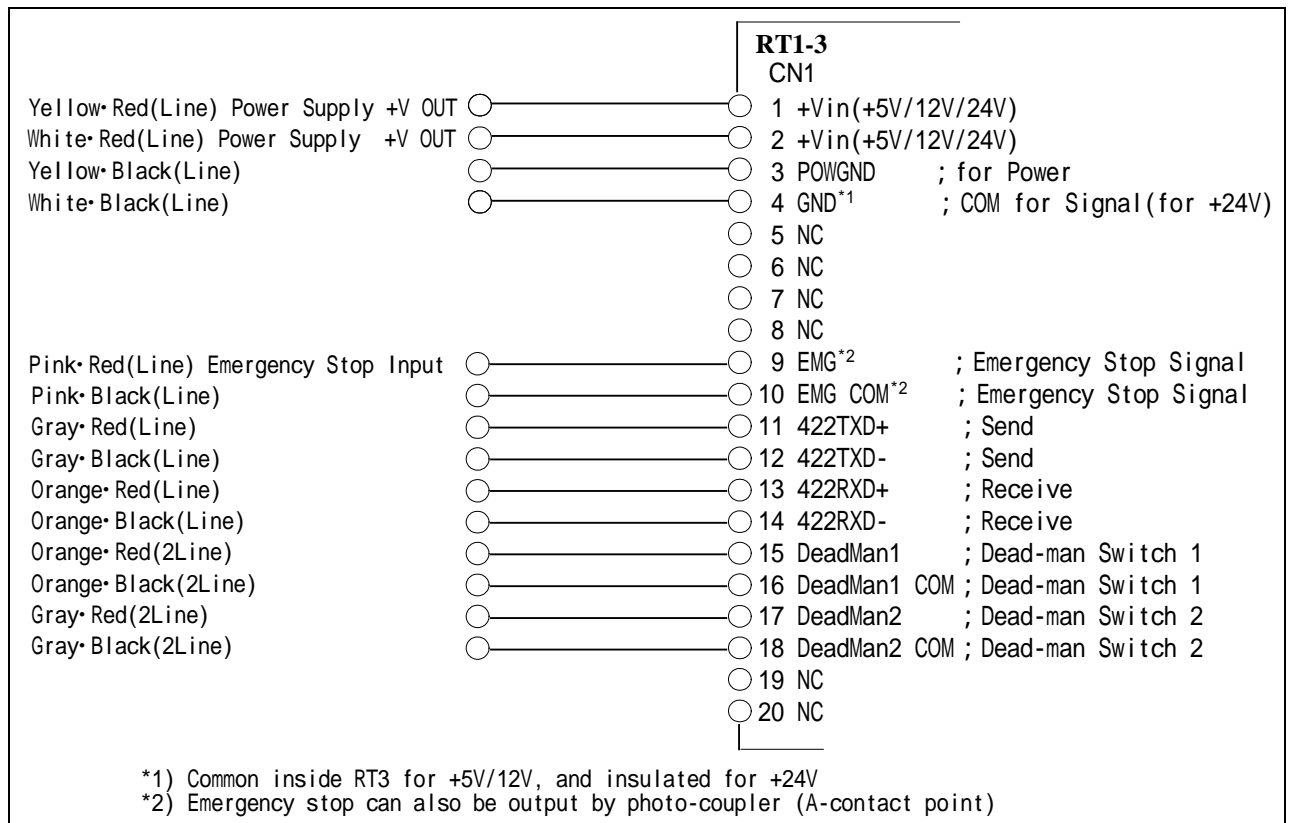 RT1-3
CN1
Yellow・Red(Line) Power Supply +V OUT 1 +Vin(+5V/12V/24V)
White・Red(Line) Power Supply +V OUT 2 +Vin(+5V/12V/24V)
Yellow・Black(Line) 3 POWGND ; for Power
White・Black(Line) 4 GND*1 ; COM for Signal(for +24V)
5 NC
6 NC
7 NC
8 NC
Pink・Red(Line) Emergency Stop Input 9 EMG*2 ; Emergency Stop Signal
Pink・Black(Line) 10 EMG COM*2 ; Emergency Stop Signal
Gray・Red(Line) 11 422TXD+ ; Send
Gray・Black(Line) 12 422TXD- ; Send
Orange・Red(Line) 13 422RXD+ ; Receive
Orange・Black(Line) 14 422RXD- ; Receive
Orange・Red(2Line) 15 DeadMan1 ; Dead-man Switch 1
Orange・Black(2Line) 16 DeadMan1 COM ; Dead-man Switch 1
Gray・Red(2Line) 17 DeadMan2 ; Dead-man Switch 2
Gray・Black(2Line) 18 DeadMan2 COM ; Dead-man Switch 2
19 NC
20 NC
*1) Common inside RT3 for +5V/12V, and insulated for +24V
*2) Emergency stop can also be output by photo-coupler (A-contact point)